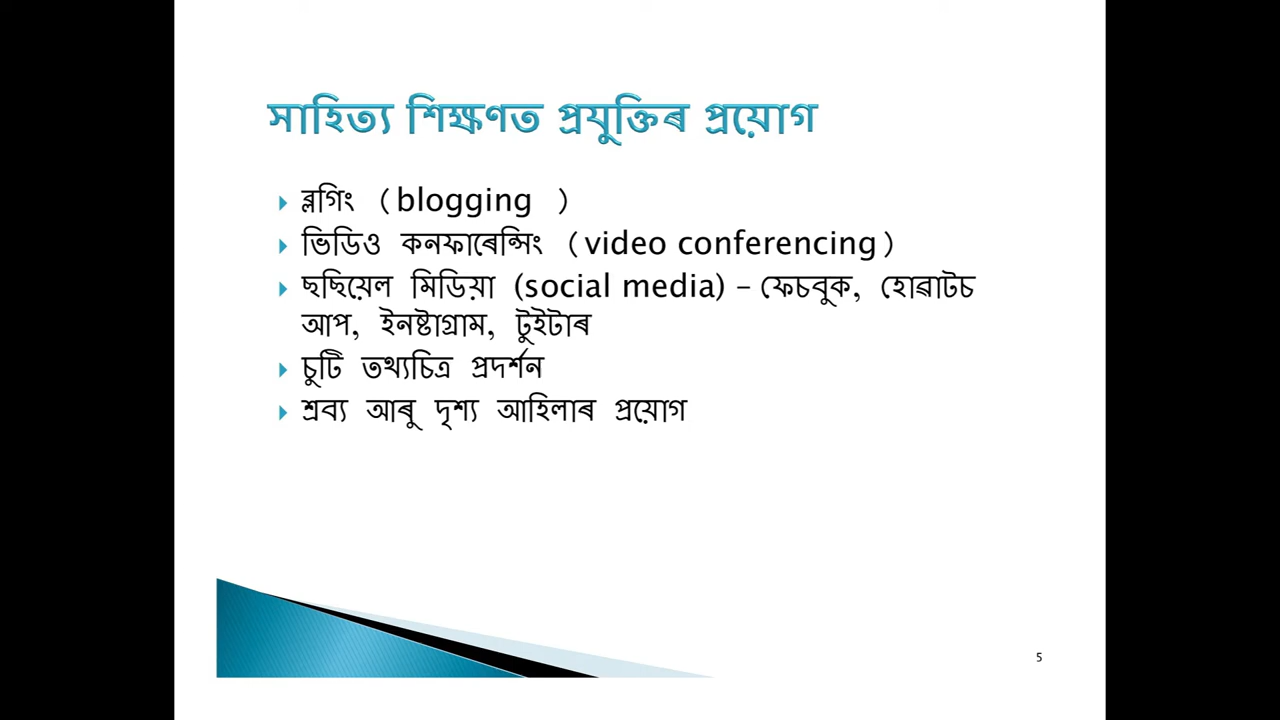 সাহিত্য শিক্ষণত প্ৰযুক্তিৰ প্ৰয়োগ
ব্লগিং (blogging )
ভিডিও কনফাৰেন্সিং (video conferencing)
ছছিয়েল মিডিয়া (social media) – ফেচবুক, হোৱাটচ
আপ, ইনষ্টাগ্ৰাম, টুইটাৰ
চুটি তথ্যচিত্ৰ প্ৰদৰ্শন
শ্ৰব্য আৰু দৃশ্য আহিলাৰ প্ৰয়োগ
5